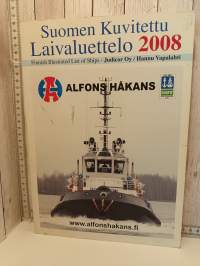 Suomen Kuvitettu
Laivaluettelo 2008
Finnish Illustrated List of Ships - Judicor Oy / Hannu Vapalahti
ALFONS HÅKANS
www.alfonshakans.fi